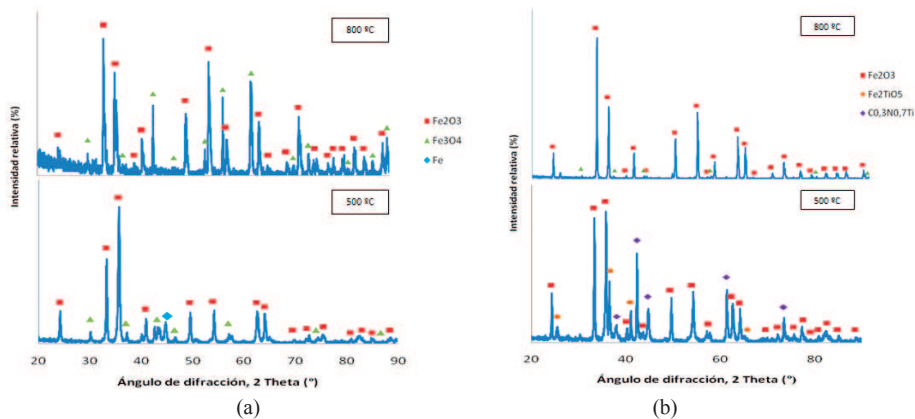 800 ºC
Intensidad relativa (%)
Fe2O3
Fe3O4
Fe
500 ºC
20 30 40 50 60 70 80 90
Ángulo de difracción, 2 Theta (°)
(a)
800 ºC
Intensidad relativa (%)
Fe2O3
Fe2TiO5
C0,3N0,7Ti
500 ºC
20 40 60 80
Ángulo de difracción, 2 Theta (°)
(b)